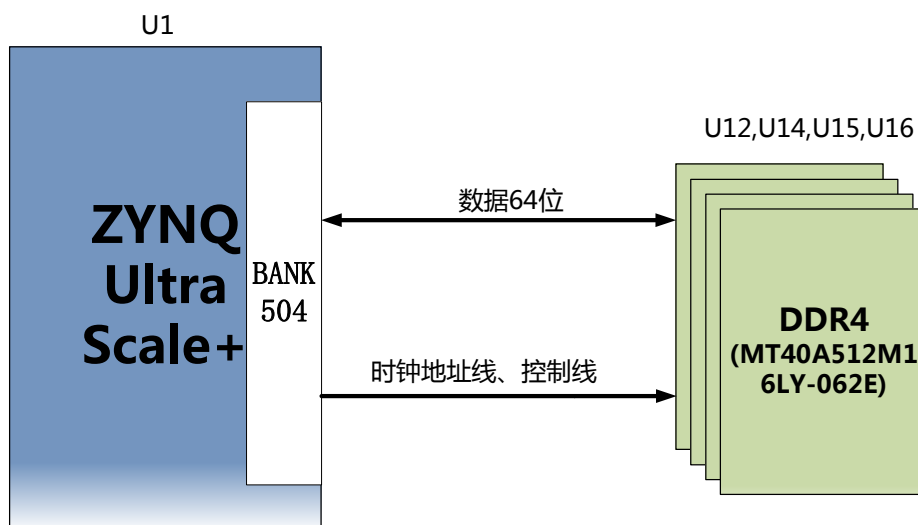 U1
U12,U14,U15,U16
数据64位
ZYNQ
Ultra
Scale+
BANK
504
时钟地址线、控制线
DDR4
(MT40A512M1
6LY-062E)